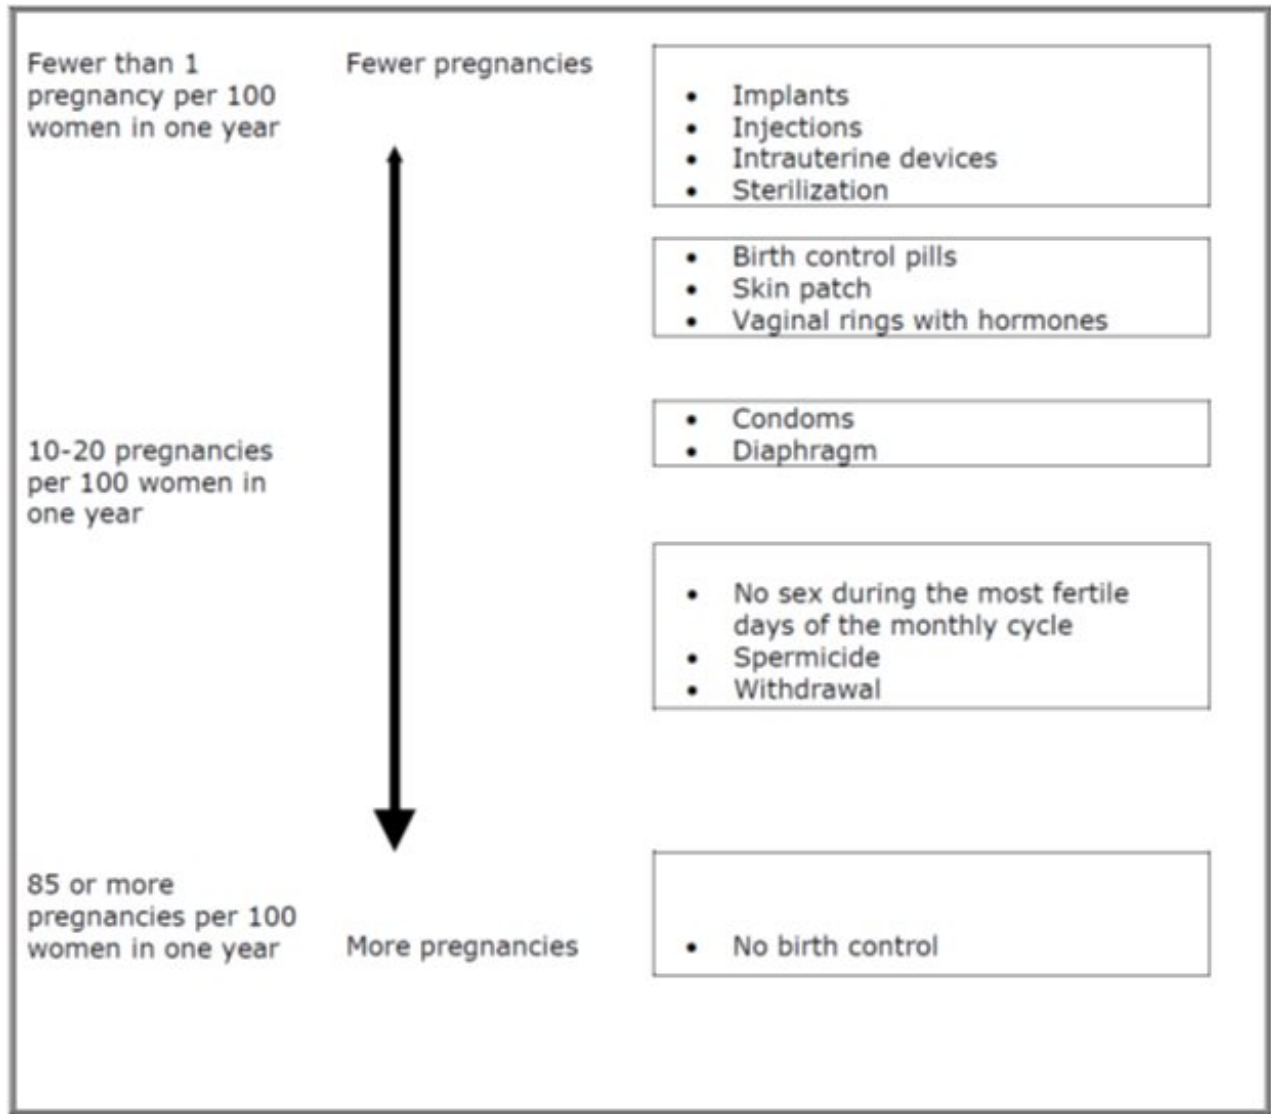 Fewer than 1
pregnancy per 100
women in one year
Fewer pregnancies
• Implants
• Injections
• Intrauterine devices
• Sterilization
• Birth control pills
• Skin patch
• Vaginal rings with hormones
10-20 pregnancies
per 100 women in
one year
• Condoms
• Diaphragm
• No sex during the most fertile
days of the monthly cycle
• Spermicide
• Withdrawal
85 or more
pregnancies per 100
women in one year
More pregnancies
• No birth control